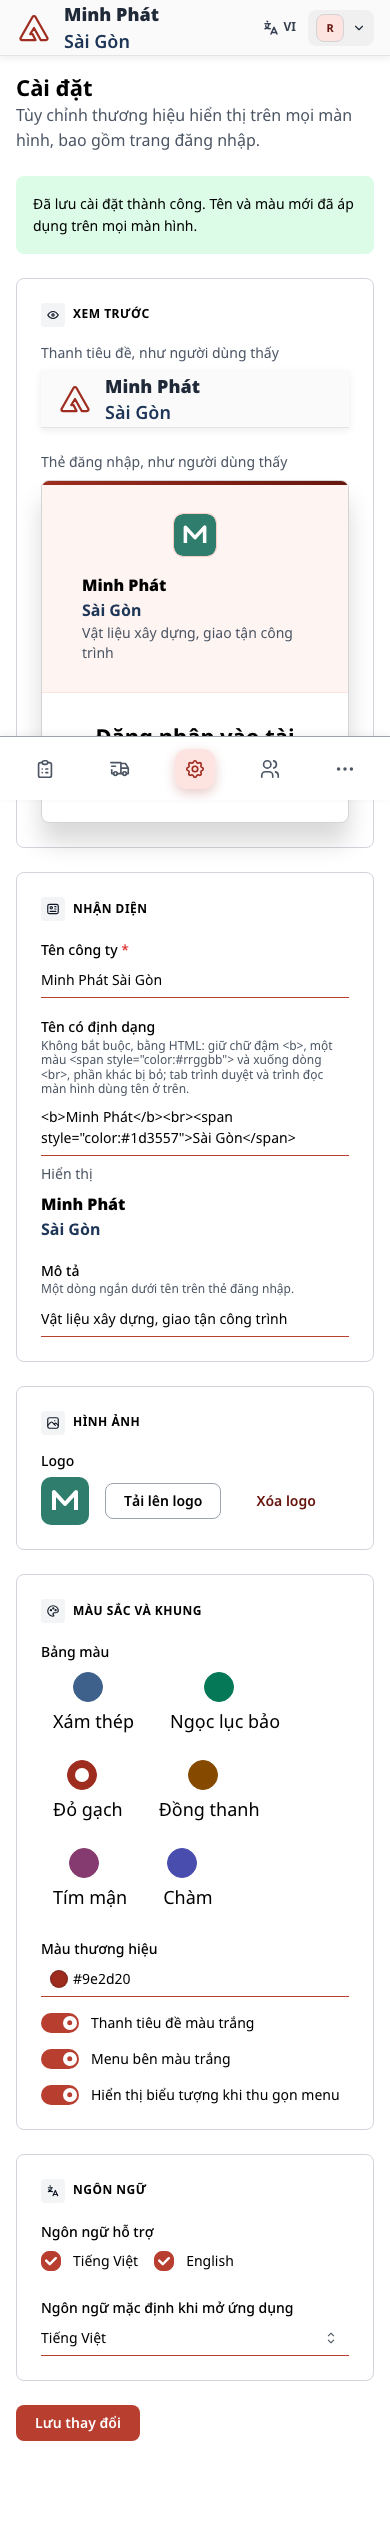 Minh Phát
Sài Gòn
VI
R
Cài đặt
Tùy chỉnh thương hiệu hiển thị trên mọi màn
hình, bao gồm trang đăng nhập.
Đã lưu cài đặt thành công. Tên và màu mới đã áp
dụng trên mọi màn hình.
XEM TRƯỚC
Thanh tiêu đề, như người dùng thấy
Minh Phát
Sài Gòn
Thẻ đăng nhập, như người dùng thấy
M
Minh Phát
Sài Gòn
Vật liệu xây dựng, giao tận công
trình
Đăng nhập vào tài
NHẬN DIỆN
Tên công ty *
Minh Phát Sài Gòn
Tên có định dạng
Không bắt buộc, bằng HTML: giữ chữ đậm <b>, một
màu <span style="color:#rrggbb"> và xuống dòng
<br>, phần khác bị bỏ; tab trình duyệt và trình đọc
màn hình dùng tên ở trên.
<b>Minh Phát</b><br><span
style="color:#1d3557">Sài Gòn</span>
Hiển thị
Minh Phát
Sài Gòn
Mô tả
Một dòng ngắn dưới tên trên thẻ đăng nhập.
Vật liệu xây dựng, giao tận công trình
HÌNH ẢNH
Logo
M
Tải lên logo
Xóa logo
MÀU SẮC VÀ KHUNG
Bảng màu
Xám thép
Ngọc lục bảo
Đỏ gạch
Đồng thanh
Tím mận
Chàm
Màu thương hiệu
#9e2d20
Thanh tiêu đề màu trắng
Menu bên màu trắng
Hiển thị biểu tượng khi thu gọn menu
NGÔN NGỮ
Ngôn ngữ hỗ trợ
Tiếng Việt
English
Ngôn ngữ mặc định khi mở ứng dụng
Tiếng Việt
Lưu thay đổi